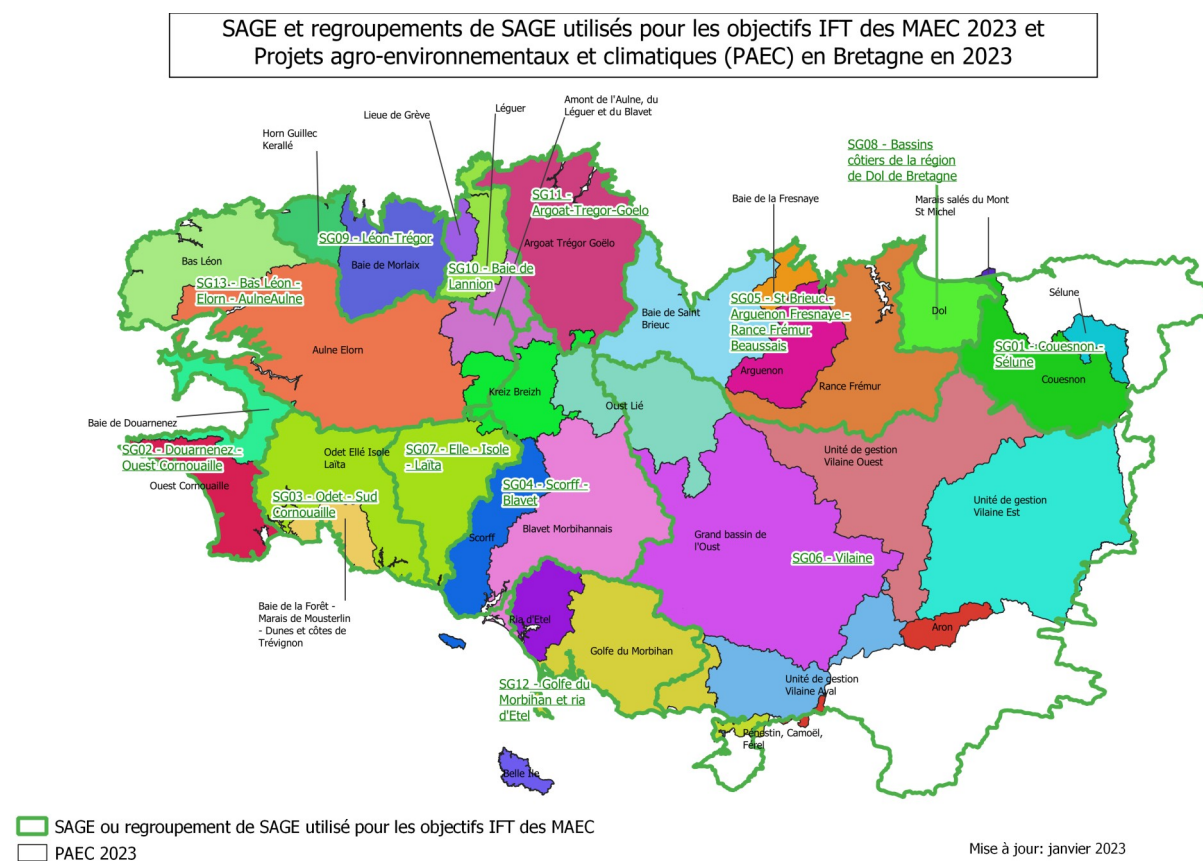 SAGE et regroupements de SAGE utilisés pour les objectifs IFT des MAEC 2023 et
Projets agro-environnementaux et climatiques (PAEC) en Bretagne en 2023
Lieue de Grève
Léguer
Amont de l'Aulne, du
Léguer et du Blavet
Horn Guillec
Kerallé
SG08 - Bassins
côtiers de la région
de Dol de Bretagne
SG11 -
Argoat-Tregor-Goelo
Baie de la Fresnaye
Marais salés du Mont
St Michel
SG09 - Léon-Trégor
Argoat Trégor Goëlo
Bas Léon
Baie de Morlaix
SG10 - Baie de
Lannion
SG13 - Bas Léon -
Elorn - AulneAulne
Sélune
SG05 - St Brieuc -
Arguenon Fresnaye -
Rance Frémur
Beaussais
Baie de Saint
Brieuc
Dol
SG01 - Couesnon -
Sélune
Aulne Elorn
Arguenon
Rance Frémur
Couesnon
Kreiz Breizh
Oust Lié
Baie de Douarnenez
SG02 - Douarnenez -
Ouest Cornouaille
Odet Ellé Isole
Laïta
SG07 - Elle - Isole
- Laïta
Unité de gestion
Vilaine Ouest
Ouest Cornouaille
SG03 - Odet - Sud
Cornouaille
SG04 - Scorff -
Blavet
Unité de gestion
Vilaine Est
Scorff
Blavet Morbihannais
Grand bassin de
l'Oust
SG06 - Vilaine
Baie de la Forêt -
Marais de Mousterlin
- Dunes et côtes de
Trévignon
Ria d'Etel
Aron
Golfe du Morbihan
SG12 - Golfe du
Morbihan et ria
d'Etel
Unité de gestion
Vilaine Aval
Pénestin, Camoël,
Férel
Belle Ile
SAGE ou regroupement de SAGE utilisé pour les objectifs IFT des MAEC
PAEC 2023
Mise à jour: janvier 2023